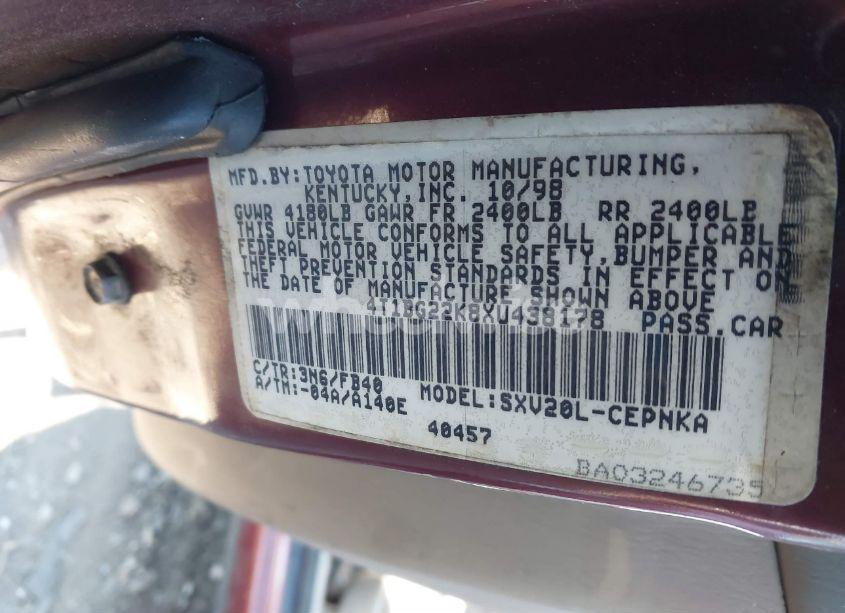 MFD.BY:TOYOTA MOTOR MANUFACTURING,
KENTUCKY,INC. 10/98
GVWR 4180LB GAWR FR 2400LB RR 2400LB
THIS VEHICLE CONFORMS TO ALL APPLICABLE
FEDERAL MOTOR VEHICLE SAFETY,BUMPER AND
THEFT PREVENTION STANDARDS IN EFFECT ON
THE DATE OF MANUFACTURE SHOWN ABOVE.
4T1BG22K8XU438178 PASS.CAR
C/TR:3N6/FB40
A/TM:-04A/A140E MODEL:SXV20L-CEPNKA
40457
BA03246735